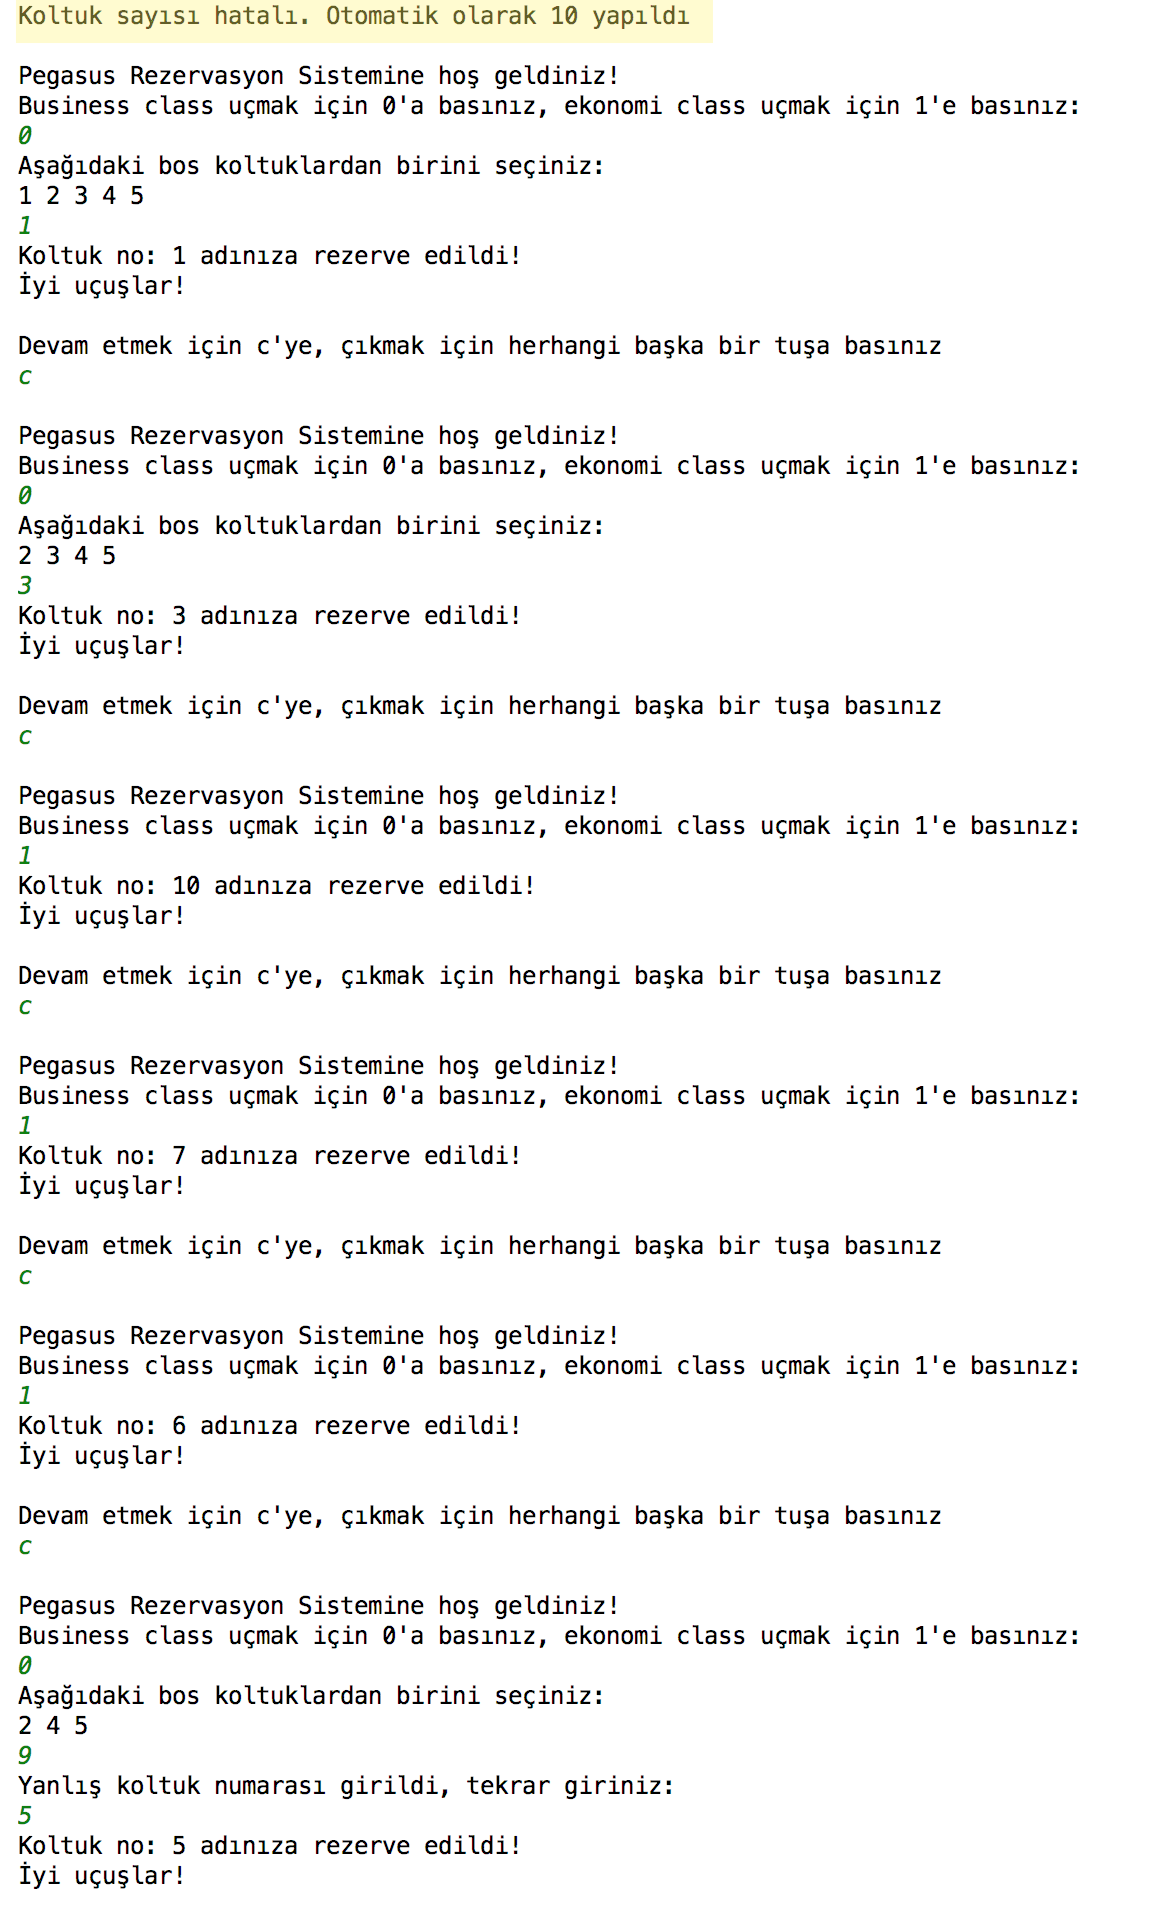 Koltuk sayısı hatalı. Otomatik olarak 10 yapıldı
Pegasus Rezervasyon Sistemine hoş geldiniz!
Business class uçmak için 0'a basınız, ekonomi class uçmak için 1'e basınız:
0
Aşağıdaki bos koltuklardan birini seçiniz:
1 2 3 4 5
1
Koltuk no: 1 adınıza rezerve edildi!
İyi uçuşlar!
Devam etmek için c'ye, çıkmak için herhangi başka bir tuşa basınız
c
Pegasus Rezervasyon Sistemine hoş geldiniz!
Business class uçmak için 0'a basınız, ekonomi class uçmak için 1'e basınız:
0
Aşağıdaki bos koltuklardan birini seçiniz:
2 3 4 5
3
Koltuk no: 3 adınıza rezerve edildi!
İyi uçuşlar!
Devam etmek için c'ye, çıkmak için herhangi başka bir tuşa basınız
c
Pegasus Rezervasyon Sistemine hoş geldiniz!
Business class uçmak için 0'a basınız, ekonomi class uçmak için 1'e basınız:
1
Koltuk no: 10 adınıza rezerve edildi!
İyi uçuşlar!
Devam etmek için c'ye, çıkmak için herhangi başka bir tuşa basınız
c
Pegasus Rezervasyon Sistemine hoş geldiniz!
Business class uçmak için 0'a basınız, ekonomi class uçmak için 1'e basınız:
1
Koltuk no: 7 adınıza rezerve edildi!
İyi uçuşlar!
Devam etmek için c'ye, çıkmak için herhangi başka bir tuşa basınız
c
Pegasus Rezervasyon Sistemine hoş geldiniz!
Business class uçmak için 0'a basınız, ekonomi class uçmak için 1'e basınız:
1
Koltuk no: 6 adınıza rezerve edildi!
İyi uçuşlar!
Devam etmek için c'ye, çıkmak için herhangi başka bir tuşa basınız
c
Pegasus Rezervasyon Sistemine hoş geldiniz!
Business class uçmak için 0'a basınız, ekonomi class uçmak için 1'e basınız:
0
Aşağıdaki bos koltuklardan birini seçiniz:
2 4 5
9
Yanlış koltuk numarası girildi, tekrar giriniz:
5
Koltuk no: 5 adınıza rezerve edildi!
İyi uçuşlar!